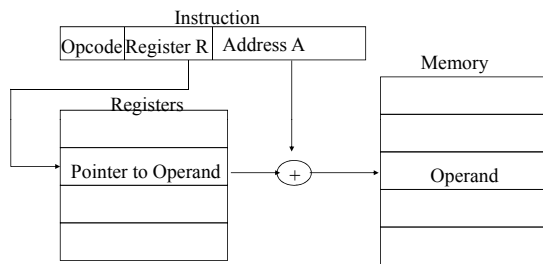 Instruction
Opcode Register R Address A
Memory
Registers
Pointer to Operand + Operand